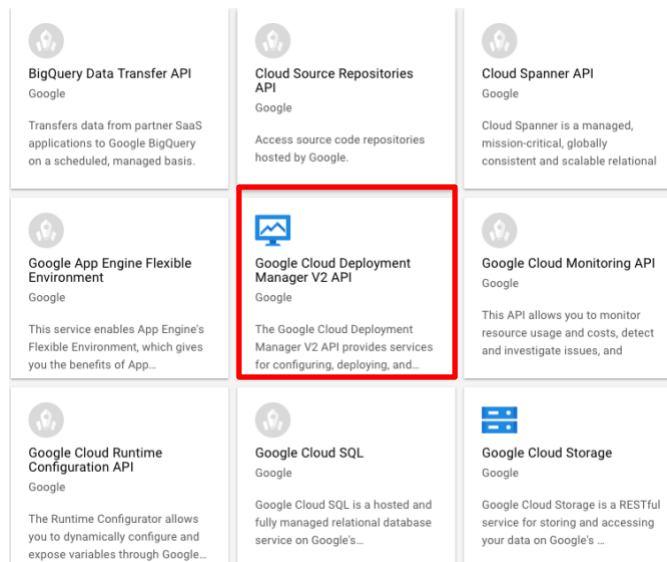 BigQuery Data Transfer API
Google
Transfers data from partner SaaS
applications to Google BigQuery
on a scheduled, managed basis.
Cloud Source Repositories
API
Google
Access source code repositories
hosted by Google.
Cloud Spanner API
Google
Cloud Spanner is a managed,
mission-critical, globally
consistent and scalable relational
Google App Engine Flexible
Environment
Google
This service enables App Engine's
Flexible Environment, which gives
you the benefits of App…
Google Cloud Deployment
Manager V2 API
Google
The Google Cloud Deployment
Manager V2 API provides services
for configuring, deploying, and…
Google Cloud Monitoring API
Google
This API allows you to monitor
resource usage and costs, detect
and investigate issues, and
Google Cloud Runtime
Configuration API
Google
The Runtime Configurator allows
you to dynamically configure and
expose variables through Google…
Google Cloud SQL
Google
Google Cloud SQL is a hosted and
fully managed relational database
service on Google's…
Google Cloud Storage
Google
Google Cloud Storage is a RESTful
service for storing and accessing
your data on Google's …